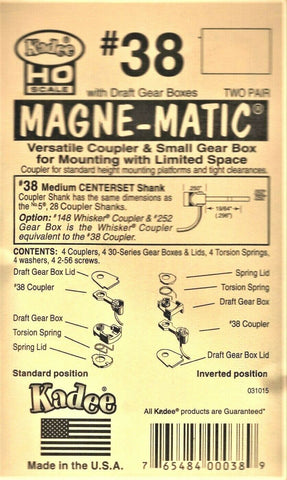 Kadee®
HO
SCALE
#38
with Draft Gear Boxes TWO PAIR
MAGNE-MATIC®
Versatile Coupler & Small Gear Box
for Mounting with Limited Space
Coupler for standard height mounting platforms and tight clearances.
#38 Medium CENTERSET Shank
Coupler Shank has the same dimensions as
the No5®, 28 Coupler Shanks.
Option: #148 Whisker® Coupler & #252
Gear Box is the Whisker® Coupler
equivalent to the #38 Coupler.
.250"
19/64"
(.296")
CONTENTS: 4 Couplers, 4 30-Series Gear Boxes & Lids, 4 Torsion Springs,
4 washers, 4 2-56 screws.
Draft Gear Box Lid
#38 Coupler
Draft Gear Box
Torsion Spring
Spring Lid
Standard position
Spring Lid
Torsion Spring
Draft Gear Box
#38 Coupler
Draft Gear Box Lid
Inverted position
031015
Kadee®
All Kadee® products are Guaranteed*
Made in the U.S.A.
7 65484 00038 9